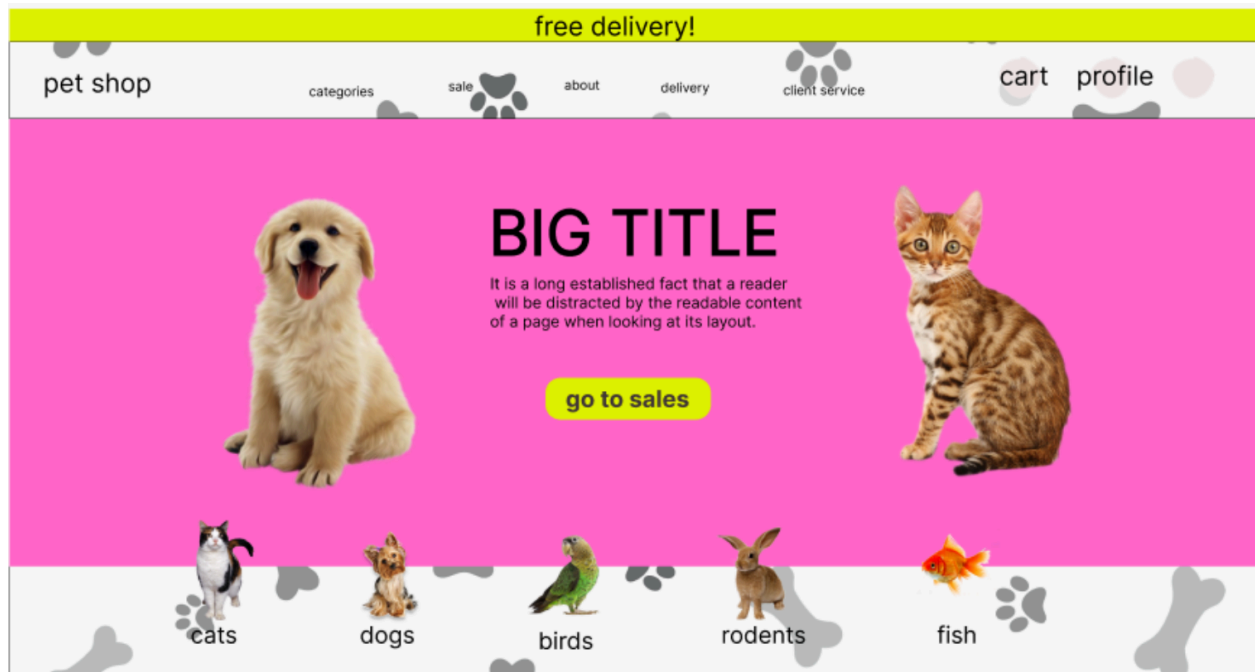 free delivery!
pet shop
categories
sale
about
delivery
client service
cart
profile
BIG TITLE
It is a long established fact that a reader
will be distracted by the readable content
of a page when looking at its layout.
go to sales
cats
dogs
birds
rodents
fish